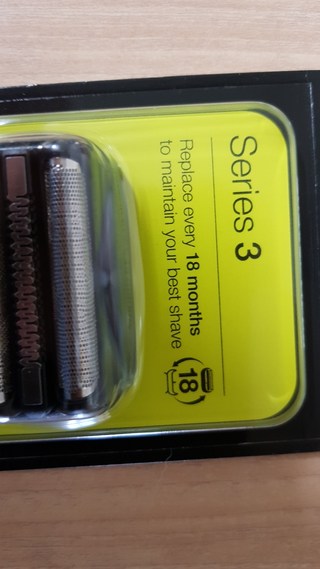 Series 3
Replace every 18 months
to maintain your best shave
18